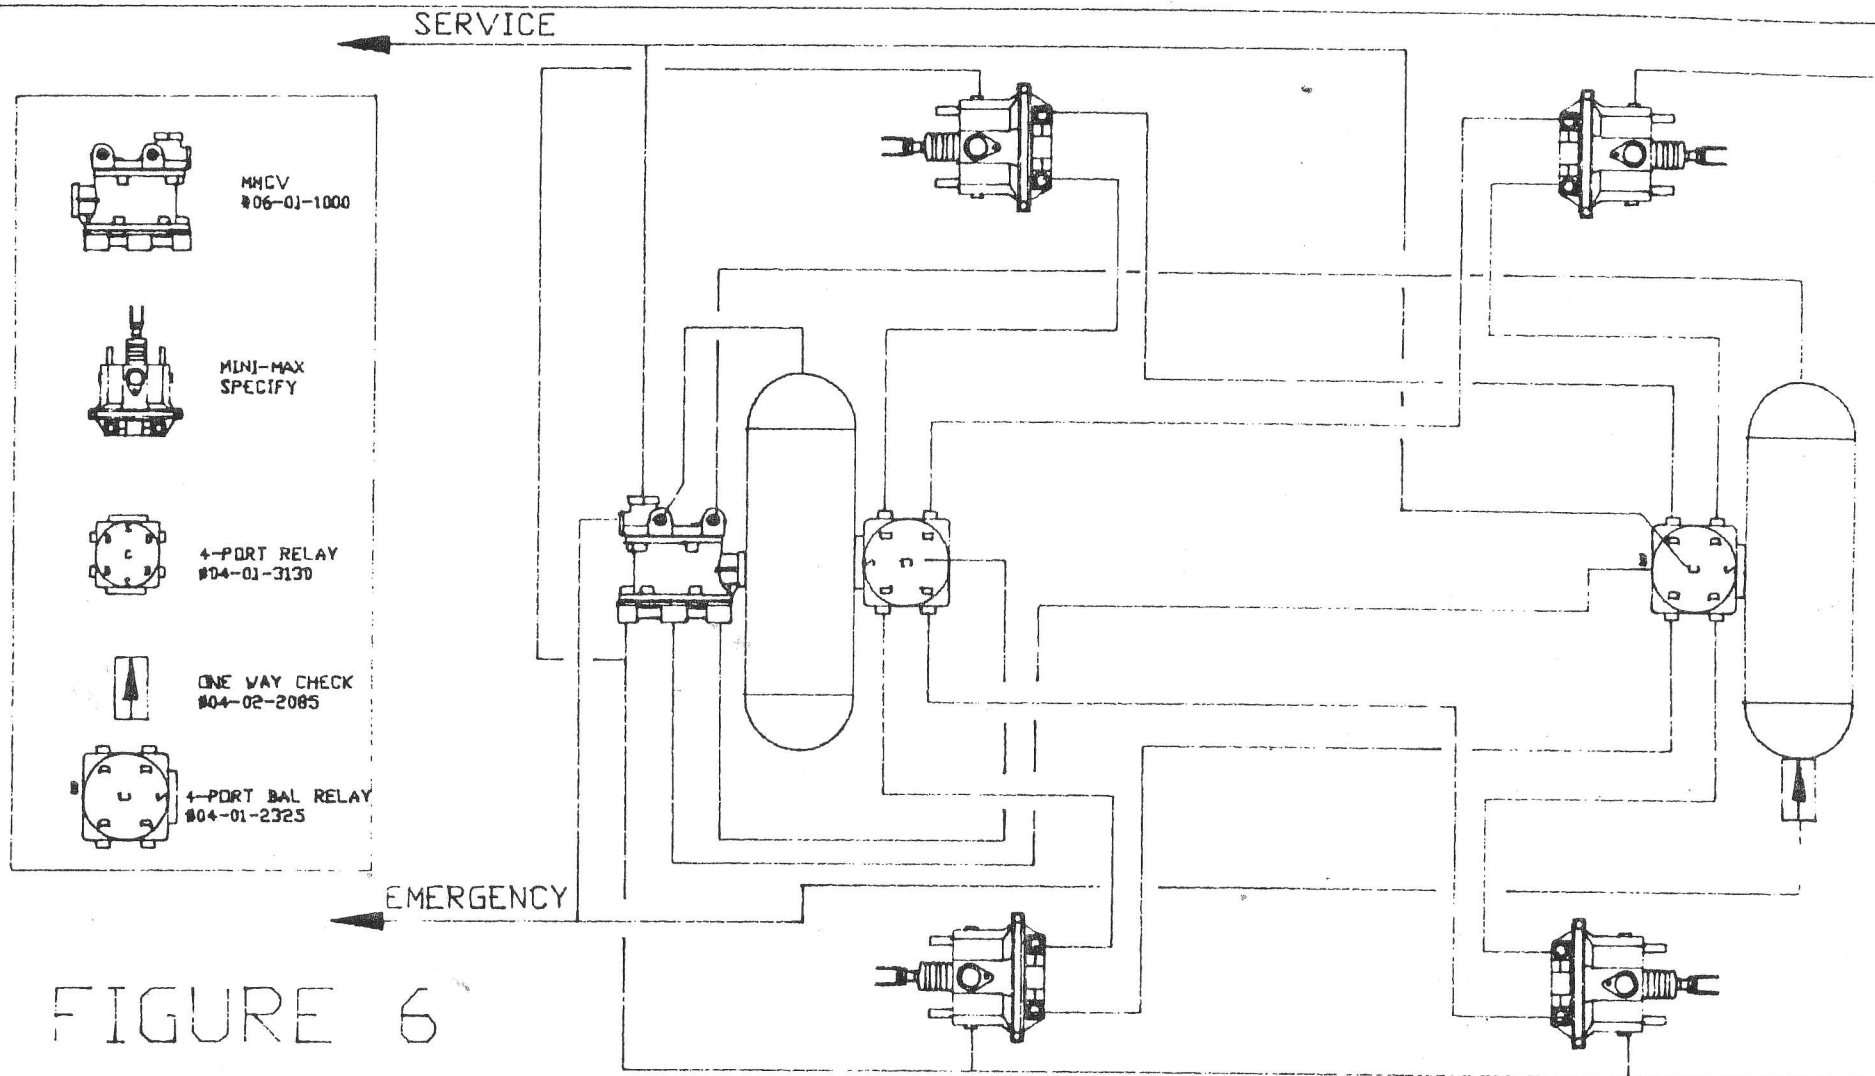 SERVICE
MMCV
#06-01-1000
MINI-MAX
SPECIFY
4-PORT RELAY
#04-01-3130
ONE WAY CHECK
#04-02-2085
4-PORT BAL RELAY
#04-01-2325
EMERGENCY
FIGURE 6